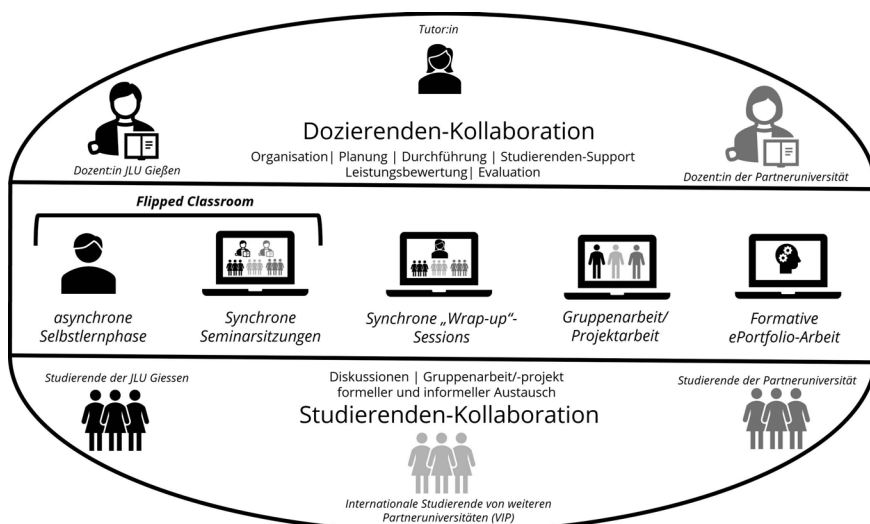 Tutor:in
Dozierenden-Kollaboration
Organisation| Planung | Durchführung | Studierenden-Support
Leistungsbewertung| Evaluation
Dozent:in JLU Gießen
Dozent:in der Partneruniversität
Flipped Classroom
asynchrone
Selbstlernphase
Synchrone
Seminarsitzungen
Synchrone „Wrap-up“-
Sessions
Gruppenarbeit/
Projektarbeit
Formative
ePortfolio-Arbeit
Studierende der JLU Giessen
Diskussionen | Gruppenarbeit/-projekt
formeller und informeller Austausch
Studierenden-Kollaboration
Studierende der Partneruniversität
Internationale Studierende von weiteren
Partneruniversitäten (VIP)